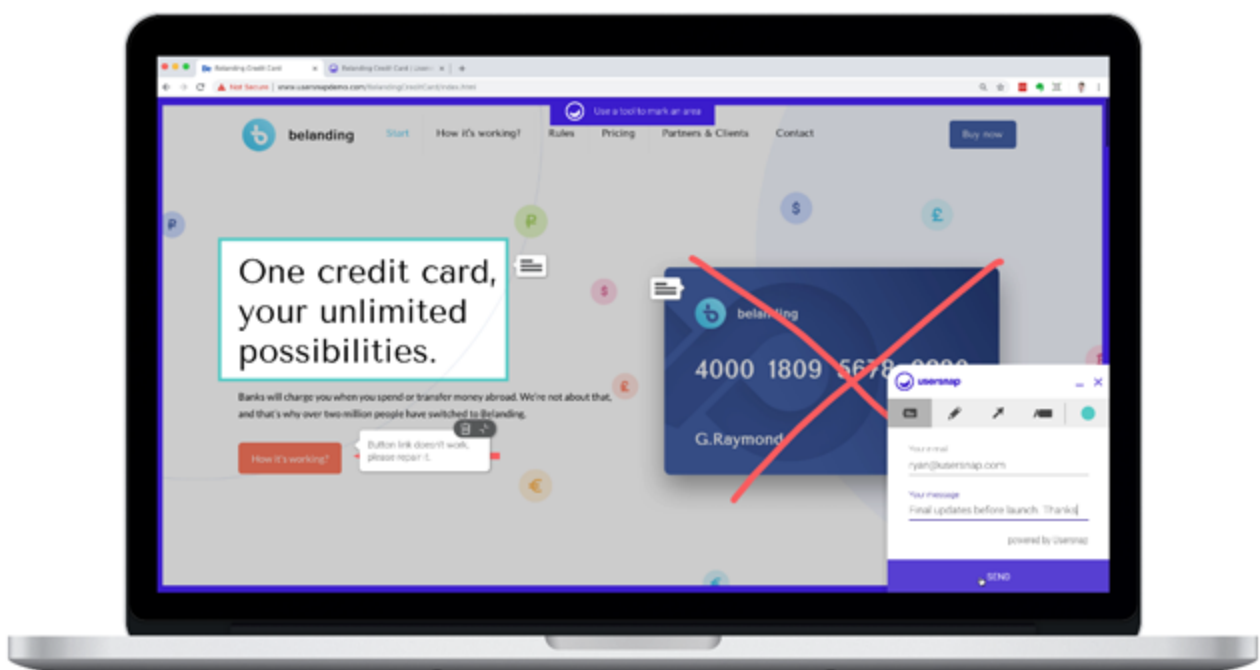 Belanding Credit Card
Belanding Credit Card | Users
Not Secure | www.usersnapdemo.com/BelandingCreditCard/index.html
Use a tool to mark an area
belanding
Start
How it's working?
Rules
Pricing
Partners & Clients
Contact
Buy now
One credit card,
your unlimited
possibilities.
Banks will charge you when you spend or transfer money abroad. We're not about that,
and that's why over two million people have switched to Belanding.
How it's working?
Button link doesn't work,
please repair it.
belanding
4000 1809 5678
G.Raymond
usersnap
Your e-mail
ryan@usersnap.com
Your message
Final updates before launch. Thanks
powered by Usersnap
SEND